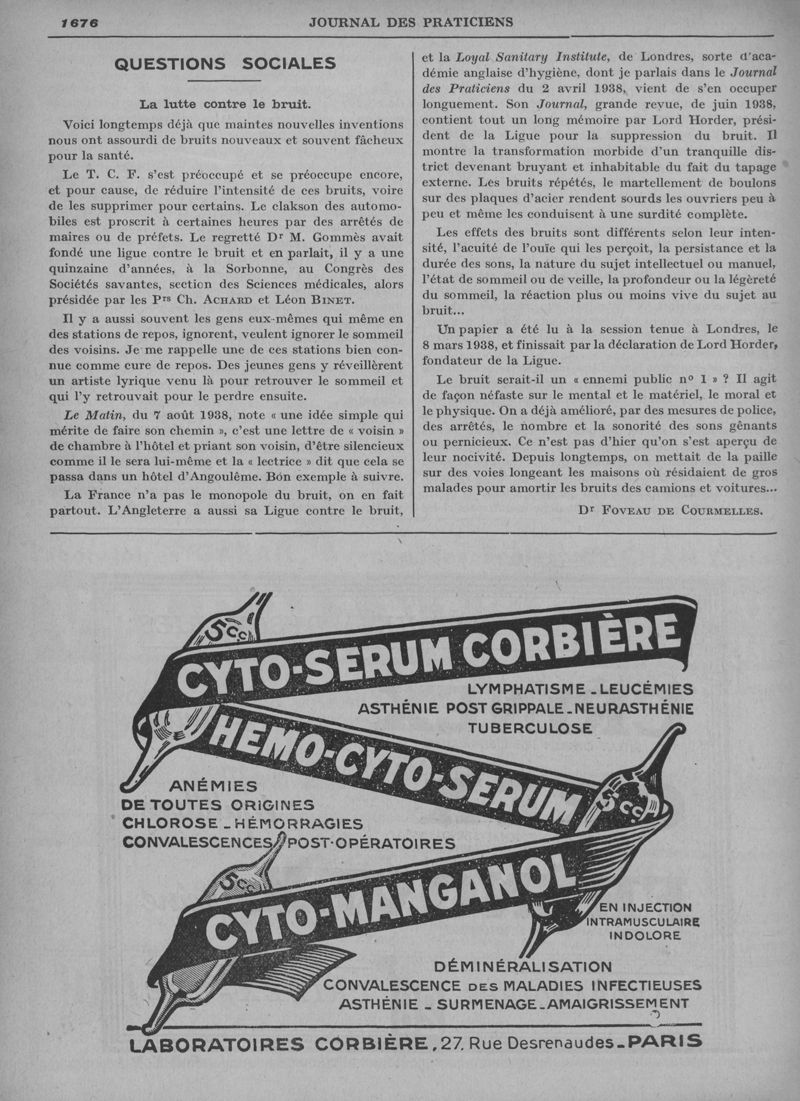 1676
JOURNAL DES PRATICIENS
QUESTIONS SOCIALES
La lutte contre le bruit.
Voici longtemps déjà que maintes nouvelles inventions
nous ont assourdi de bruits nouveaux et souvent fâcheux
pour la santé.
Le T. C. F. s'est préoccupé et se préoccupe encore,
et pour cause, de réduire l'intensité de ces bruits, voire
de les supprimer pour certains. Le clakson des automo-
biles est proscrit à certaines heures par des arrêtés de
maires ou de préfets. Le regretté Dr M. Gommès avait
fondé une ligue contre le bruit et en parlait, il y a une
quinzaine d'années, à la Sorbonne, au Congrès des
Sociétés savantes, section des Sciences médicales, alors
présidée par les Prs Ch. ACHARD et Léon BINET.
Il y a aussi souvent les gens eux-mêmes qui même en
des stations de repos, ignorent, veulent ignorer le sommeil
des voisins. Je me rappelle une de ces stations bien con-
nue comme cure de repos. Des jeunes gens y réveillèrent
un artiste lyrique venu là pour retrouver le sommeil et
qui l'y retrouvait pour le perdre ensuite.
Le Matin, du 7 août 1938, note « une idée simple qui
mérite de faire son chemin », c'est une lettre de « voisin »
de chambre à l'hôtel et priant son voisin, d'être silencieux
comme il le sera lui-même et la « lectrice » dit que cela se
passa dans un hôtel d'Angoulême. Bon exemple à suivre.
La France n'a pas le monopole du bruit, on en fait
partout. L'Angleterre a aussi sa Ligue contre le bruit,
et la Loyal Sanitary Institute, de Londres, sorte d'aca-
démie anglaise d'hygiène, dont je parlais dans le Journal
des Praticiens du 2 avril 1938, vient de s'en occuper
longuement. Son Journal, grande revue, de juin 1938,
contient tout un long mémoire par Lord Horder, prési-
dent de la Ligue pour la suppression du bruit. Il
montre la transformation morbide d'un tranquille dis-
trict devenant bruyant et inhabitable du fait du tapage
externe. Les bruits répétés, le martellement de boulons
sur des plaques d'acier rendent sourds les ouvriers peu à
peu et même les conduisent à une surdité complète.
Les effets des bruits sont différents selon leur inten-
sité, l'acuité de l'ouïe qui les perçoit, la persistance et la
durée des sons, la nature du sujet intellectuel ou manuel,
l'état de sommeil ou de veille, la profondeur ou la légèreté
du sommeil, la réaction plus ou moins vive du sujet au
bruit...
Un papier a été lu à la session tenue à Londres, le
8 mars 1938, et finissait par la déclaration de Lord Horder,
fondateur de la Ligue.
Le bruit serait-il un « ennemi public n° 1 » ? Il agit
de façon néfaste sur le mental et le matériel, le moral et
le physique. On a déjà amélioré, par des mesures de police,
des arrêtés, le nombre et la sonorité des sons gênants
ou pernicieux. Ce n'est pas d'hier qu'on s'est aperçu de
leur nocivité. Depuis longtemps, on mettait de la paille
sur des voies longeant les maisons où résidaient de gros
malades pour amortir les bruits des camions et voitures...
Dr FOVEAU DE COURMELLES.
5cc
CYTO-SERUM CORBIÈRE
LYMPHATISME - LEUCÉMIES
ASTHÉNIE POST GRIPPALE - NEURASTHÉNIE
TUBERCULOSE
HEMO-CYTO-SERUM
5cc
ANÉMIES
DE TOUTES ORIGINES
CHLOROSE - HÉMORRAGIES
CONVALESCENCES POST-OPÉRATOIRES
5cc
CYTO-MANGANOL
EN INJECTION
INTRAMUSCULAIRE
INDOLORE
DÉMINÉRALISATION
CONVALESCENCE DES MALADIES INFECTIEUSES
ASTHÉNIE - SURMENAGE - AMAIGRISSEMENT
LABORATOIRES CORBIÈRE, 27, Rue Desrenaudes - PARIS